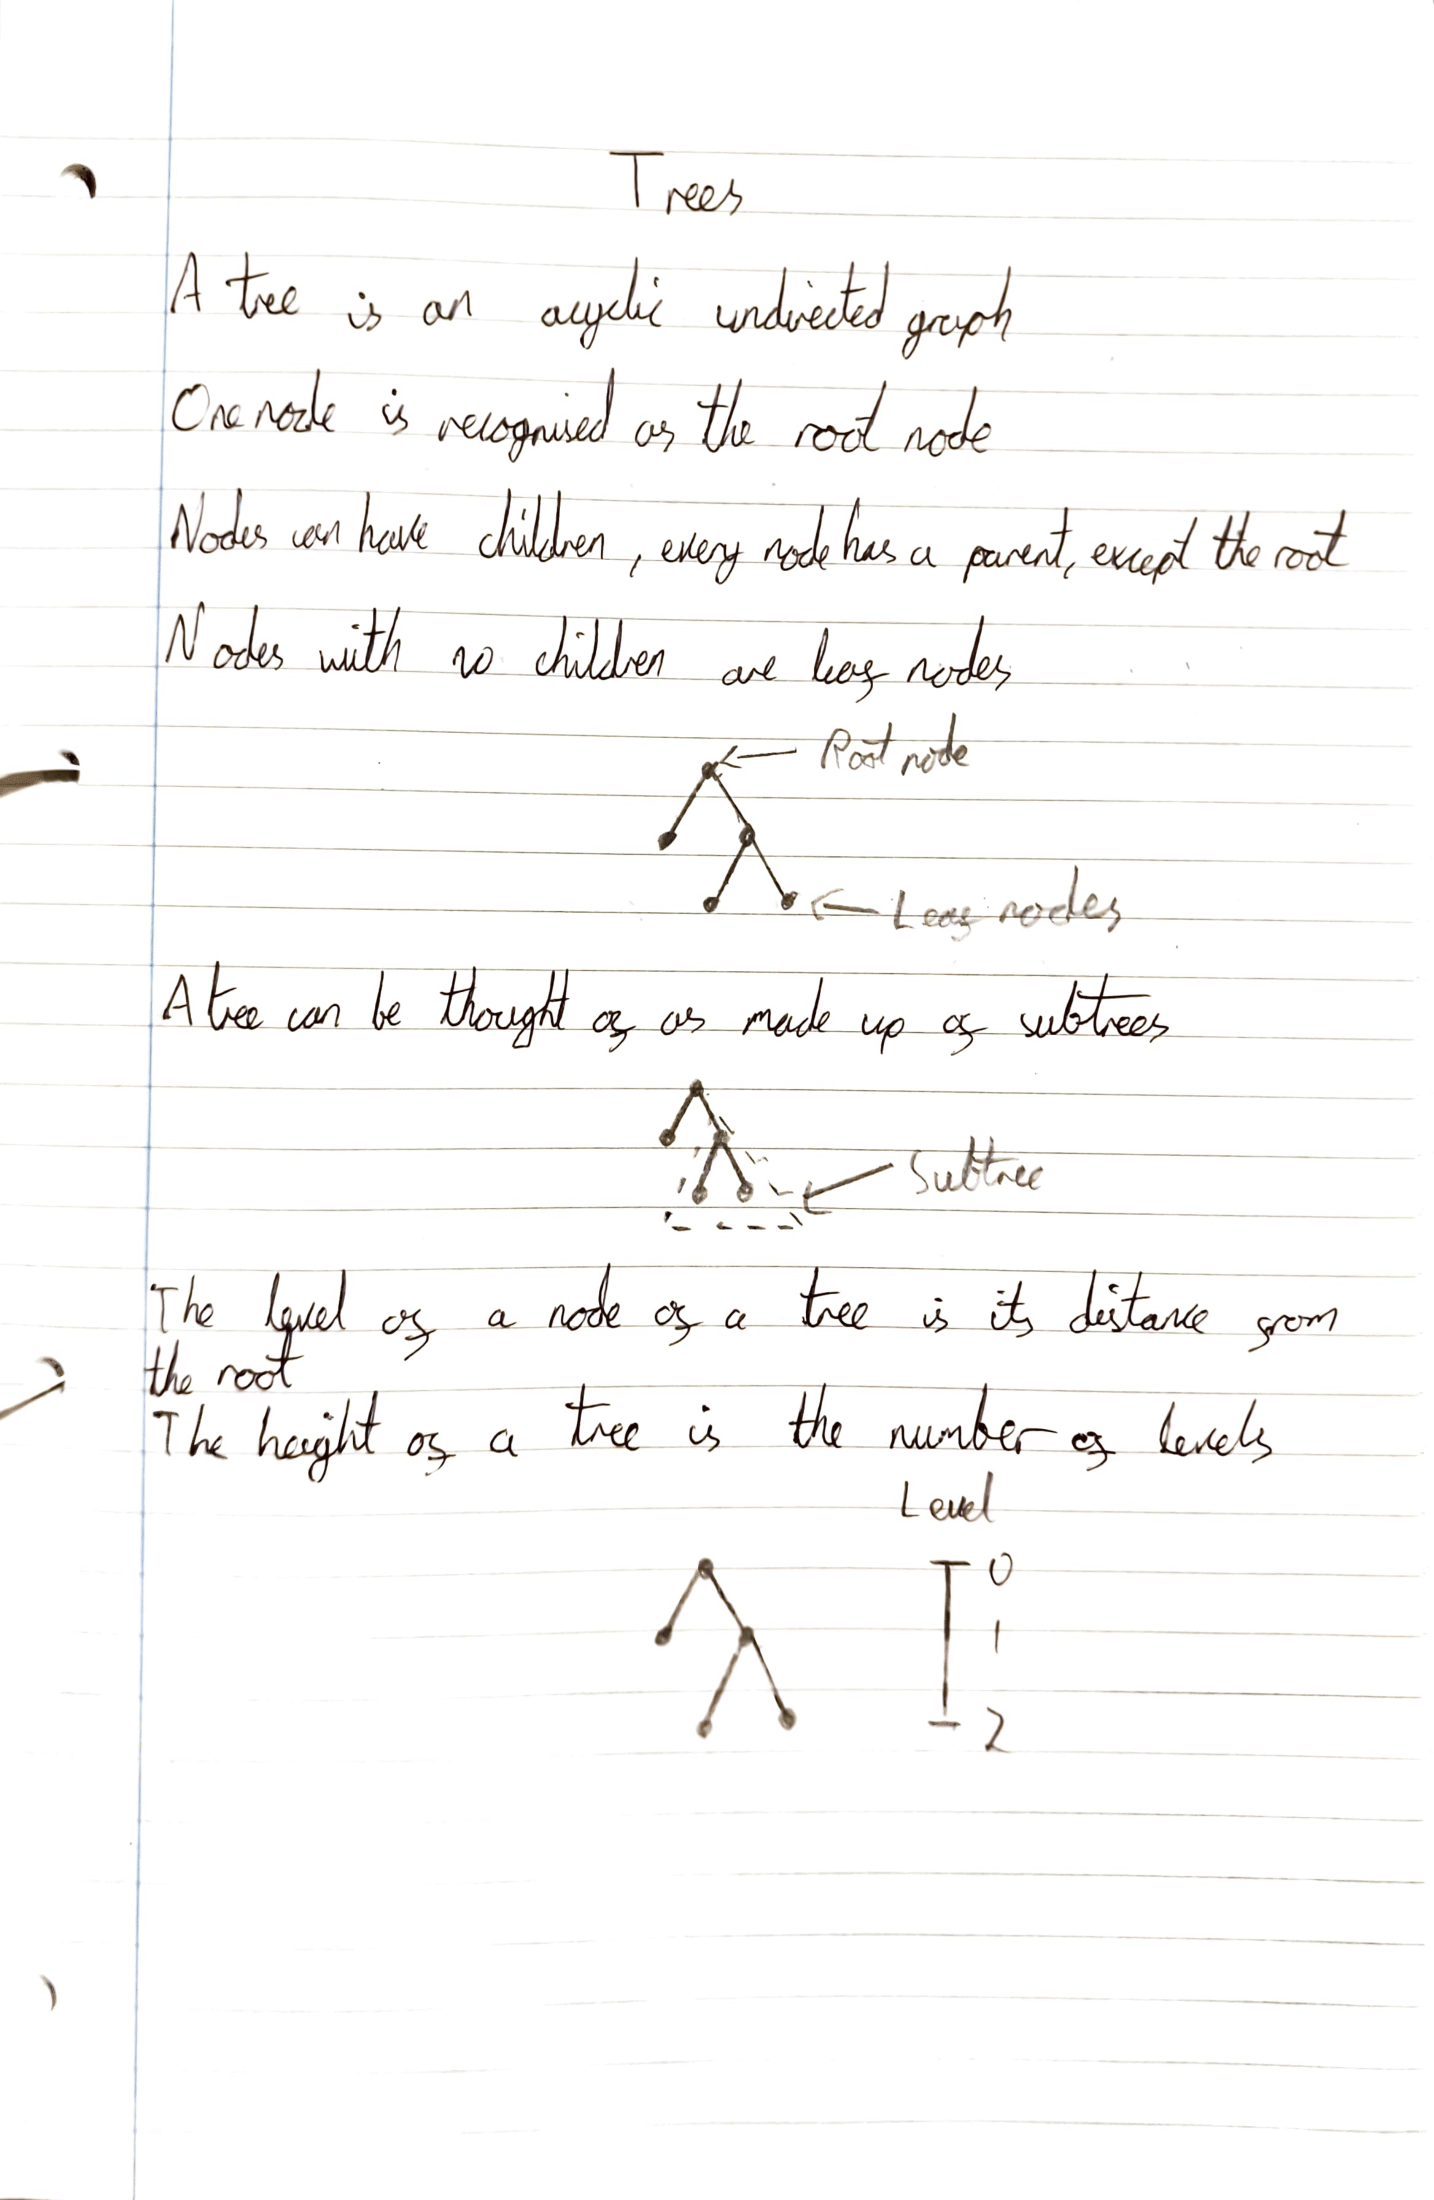 Trees
A tree is an acyclic undirected graph
One node is recognised as the root node
Nodes can have children, every node has a parent, except the root
Nodes with no children are leaf nodes
Root node
Leaf nodes
A tree can be thought of as made up of subtrees
Subtree
The level of a node of a tree is its distance from
the root
The height of a tree is the number of levels
Level
0
1
2